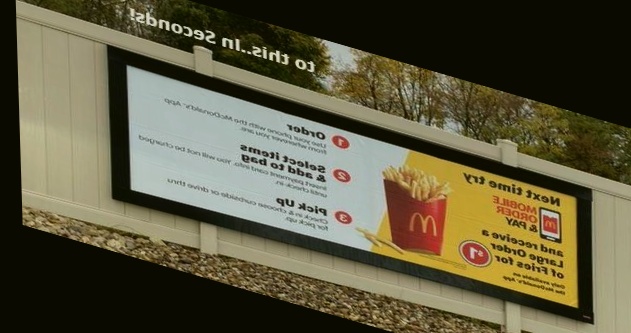 to this..In Seconds!
Next time try
MOBILE
ORDER
& PAY
and receive a
Large Order
of Fries for
$1
Only available on
the McDonald's App
1
Order
Use your phone with the McDonald's App
from wherever you are.
2
Select items
& add to bag
Insert payment card info. You will not be charged
until check-in.
3
Pick Up
Check in & choose curbside or drive thru
for pick up.